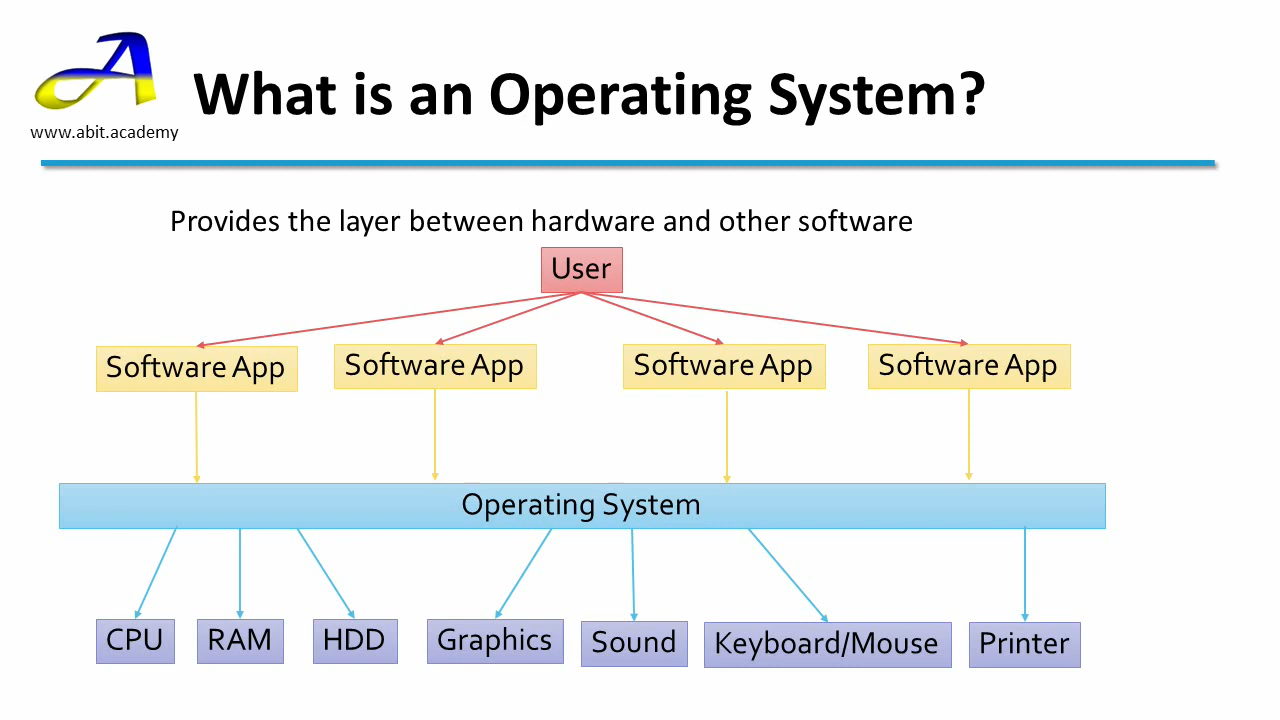 What is an Operating System?
www.abit.academy
Provides the layer between hardware and other software
User
Software App
Software App
Software App
Software App
Operating System
CPU
RAM
HDD
Graphics
Sound
Keyboard/Mouse
Printer